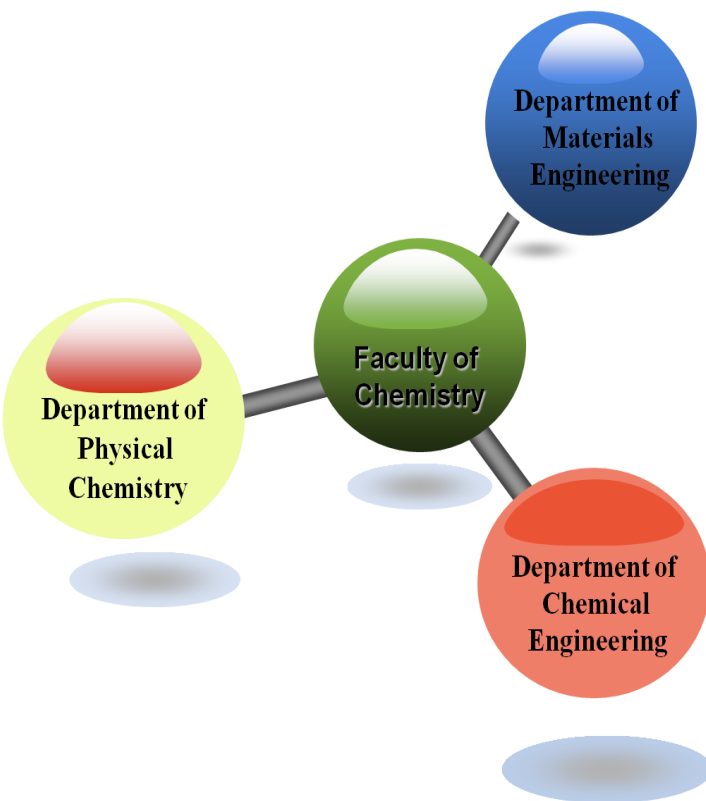 Department of
Materials
Engineering
Faculty of
Chemistry
Department of
Physical
Chemistry
Department of
Chemical
Engineering